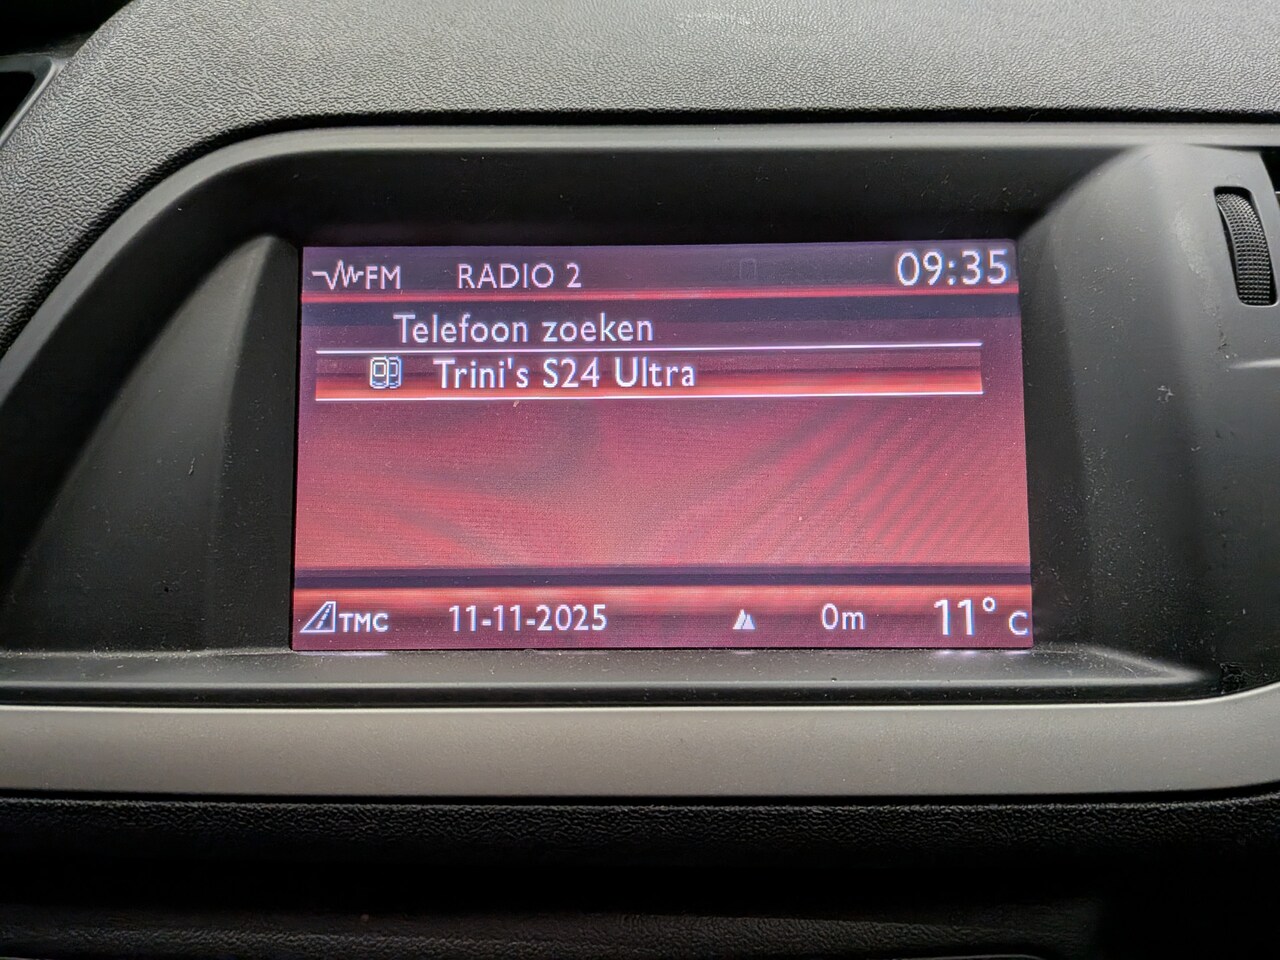 FM RADIO 2 09:35
Telefoon zoeken
Trini's S24 Ultra
TMC 11-11-2025 0m 11° C